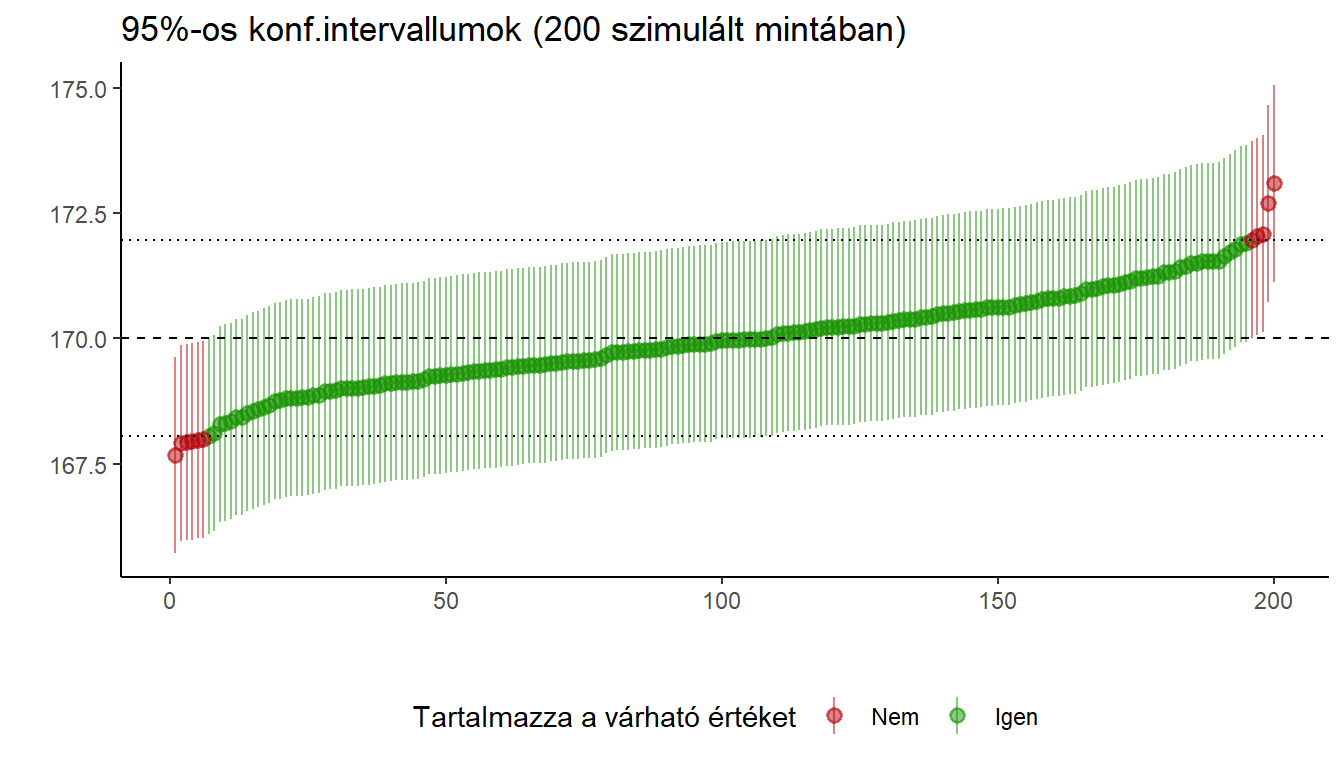 95%-os konf.intervallumok (200 szimulált mintában)
175.0
172.5
170.0
167.5
0 50 100 150 200
Tartalmazza a várható értéket Nem Igen